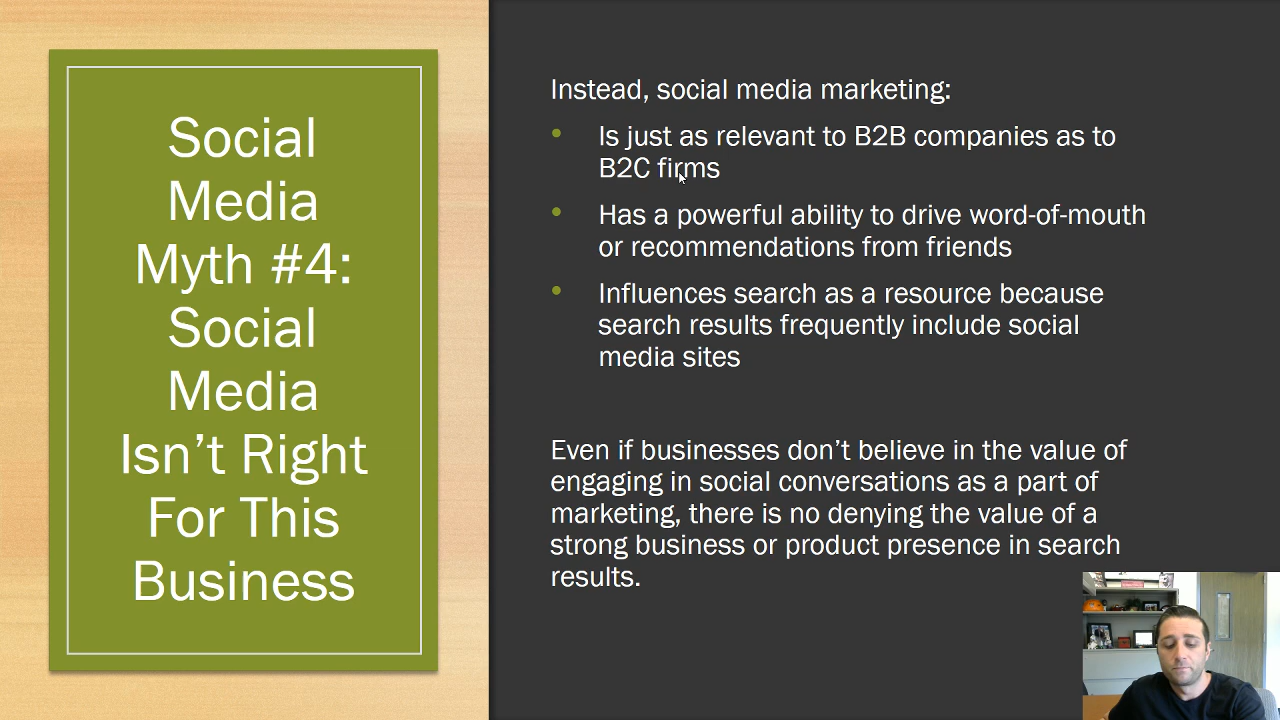 Social
Media
Myth #4:
Social
Media
Isn’t Right
For This
Business
Instead, social media marketing:
• Is just as relevant to B2B companies as to
B2C firms
• Has a powerful ability to drive word-of-mouth
or recommendations from friends
• Influences search as a resource because
search results frequently include social
media sites
Even if businesses don’t believe in the value of
engaging in social conversations as a part of
marketing, there is no denying the value of a
strong business or product presence in search
results.